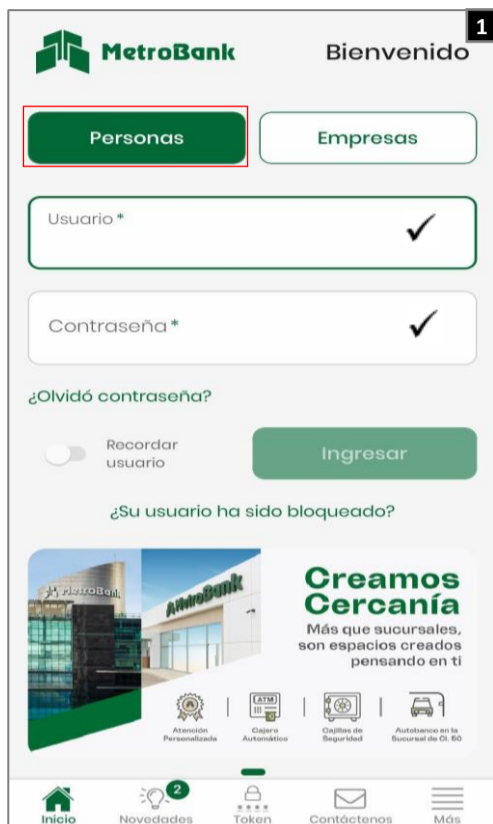 1
MetroBank
Bienvenido
Personas
Empresas
Usuario *
Contraseña *
¿Olvidó contraseña?
Recordar
usuario
Ingresar
¿Su usuario ha sido bloqueado?
MetroBank
MetroBank
Creamos
Cercanía
Más que sucursales,
son espacios creados
pensando en ti
ATM
Atención
Personalizada
Cajero
Automático
Cajillas de
Seguridad
Autobanco en la
Sucursal de Cl. 50
2
Inicio
Novedades
Token
Contáctenos
Más